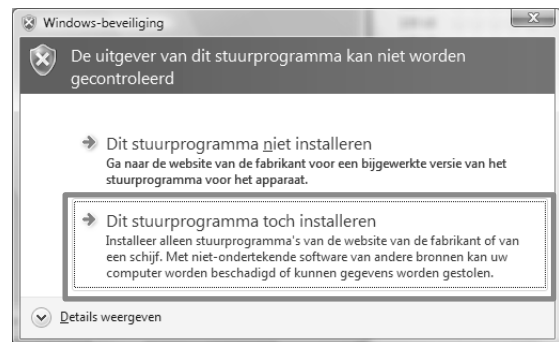 Windows-beveiliging
De uitgever van dit stuurprogramma kan niet worden
gecontroleerd
Dit stuurprogramma niet installeren
Ga naar de website van de fabrikant voor een bijgewerkte versie van het
stuurprogramma voor het apparaat.
Dit stuurprogramma toch installeren
Installeer alleen stuurprogramma's van de website van de fabrikant of van
een schijf. Met niet-ondertekende software van andere bronnen kan uw
computer worden beschadigd of kunnen gegevens worden gestolen.
Details weergeven